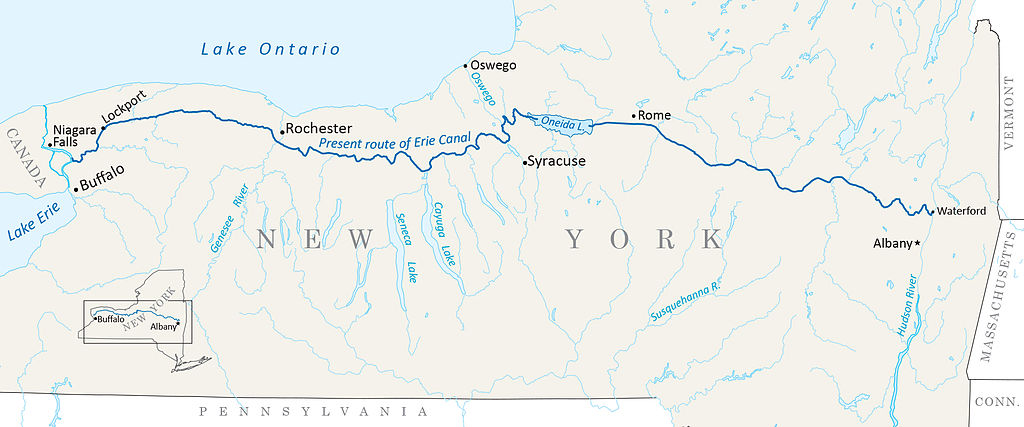 Lake Ontario
Oswego
Oswego
Lockport
Niagara
Falls
CANADA
Rochester
Present route of Erie Canal
Oneida L.
Rome
VERMONT
Syracuse
Buffalo
Lake Erie
Genesee River
Seneca Lake
Cayuga Lake
NEW YORK
Waterford
Albany
MASSACHUSETTS
Hudson River
Susquehanna R.
NEW YORK
Buffalo
Albany
PENNSYLVANIA
CONN.